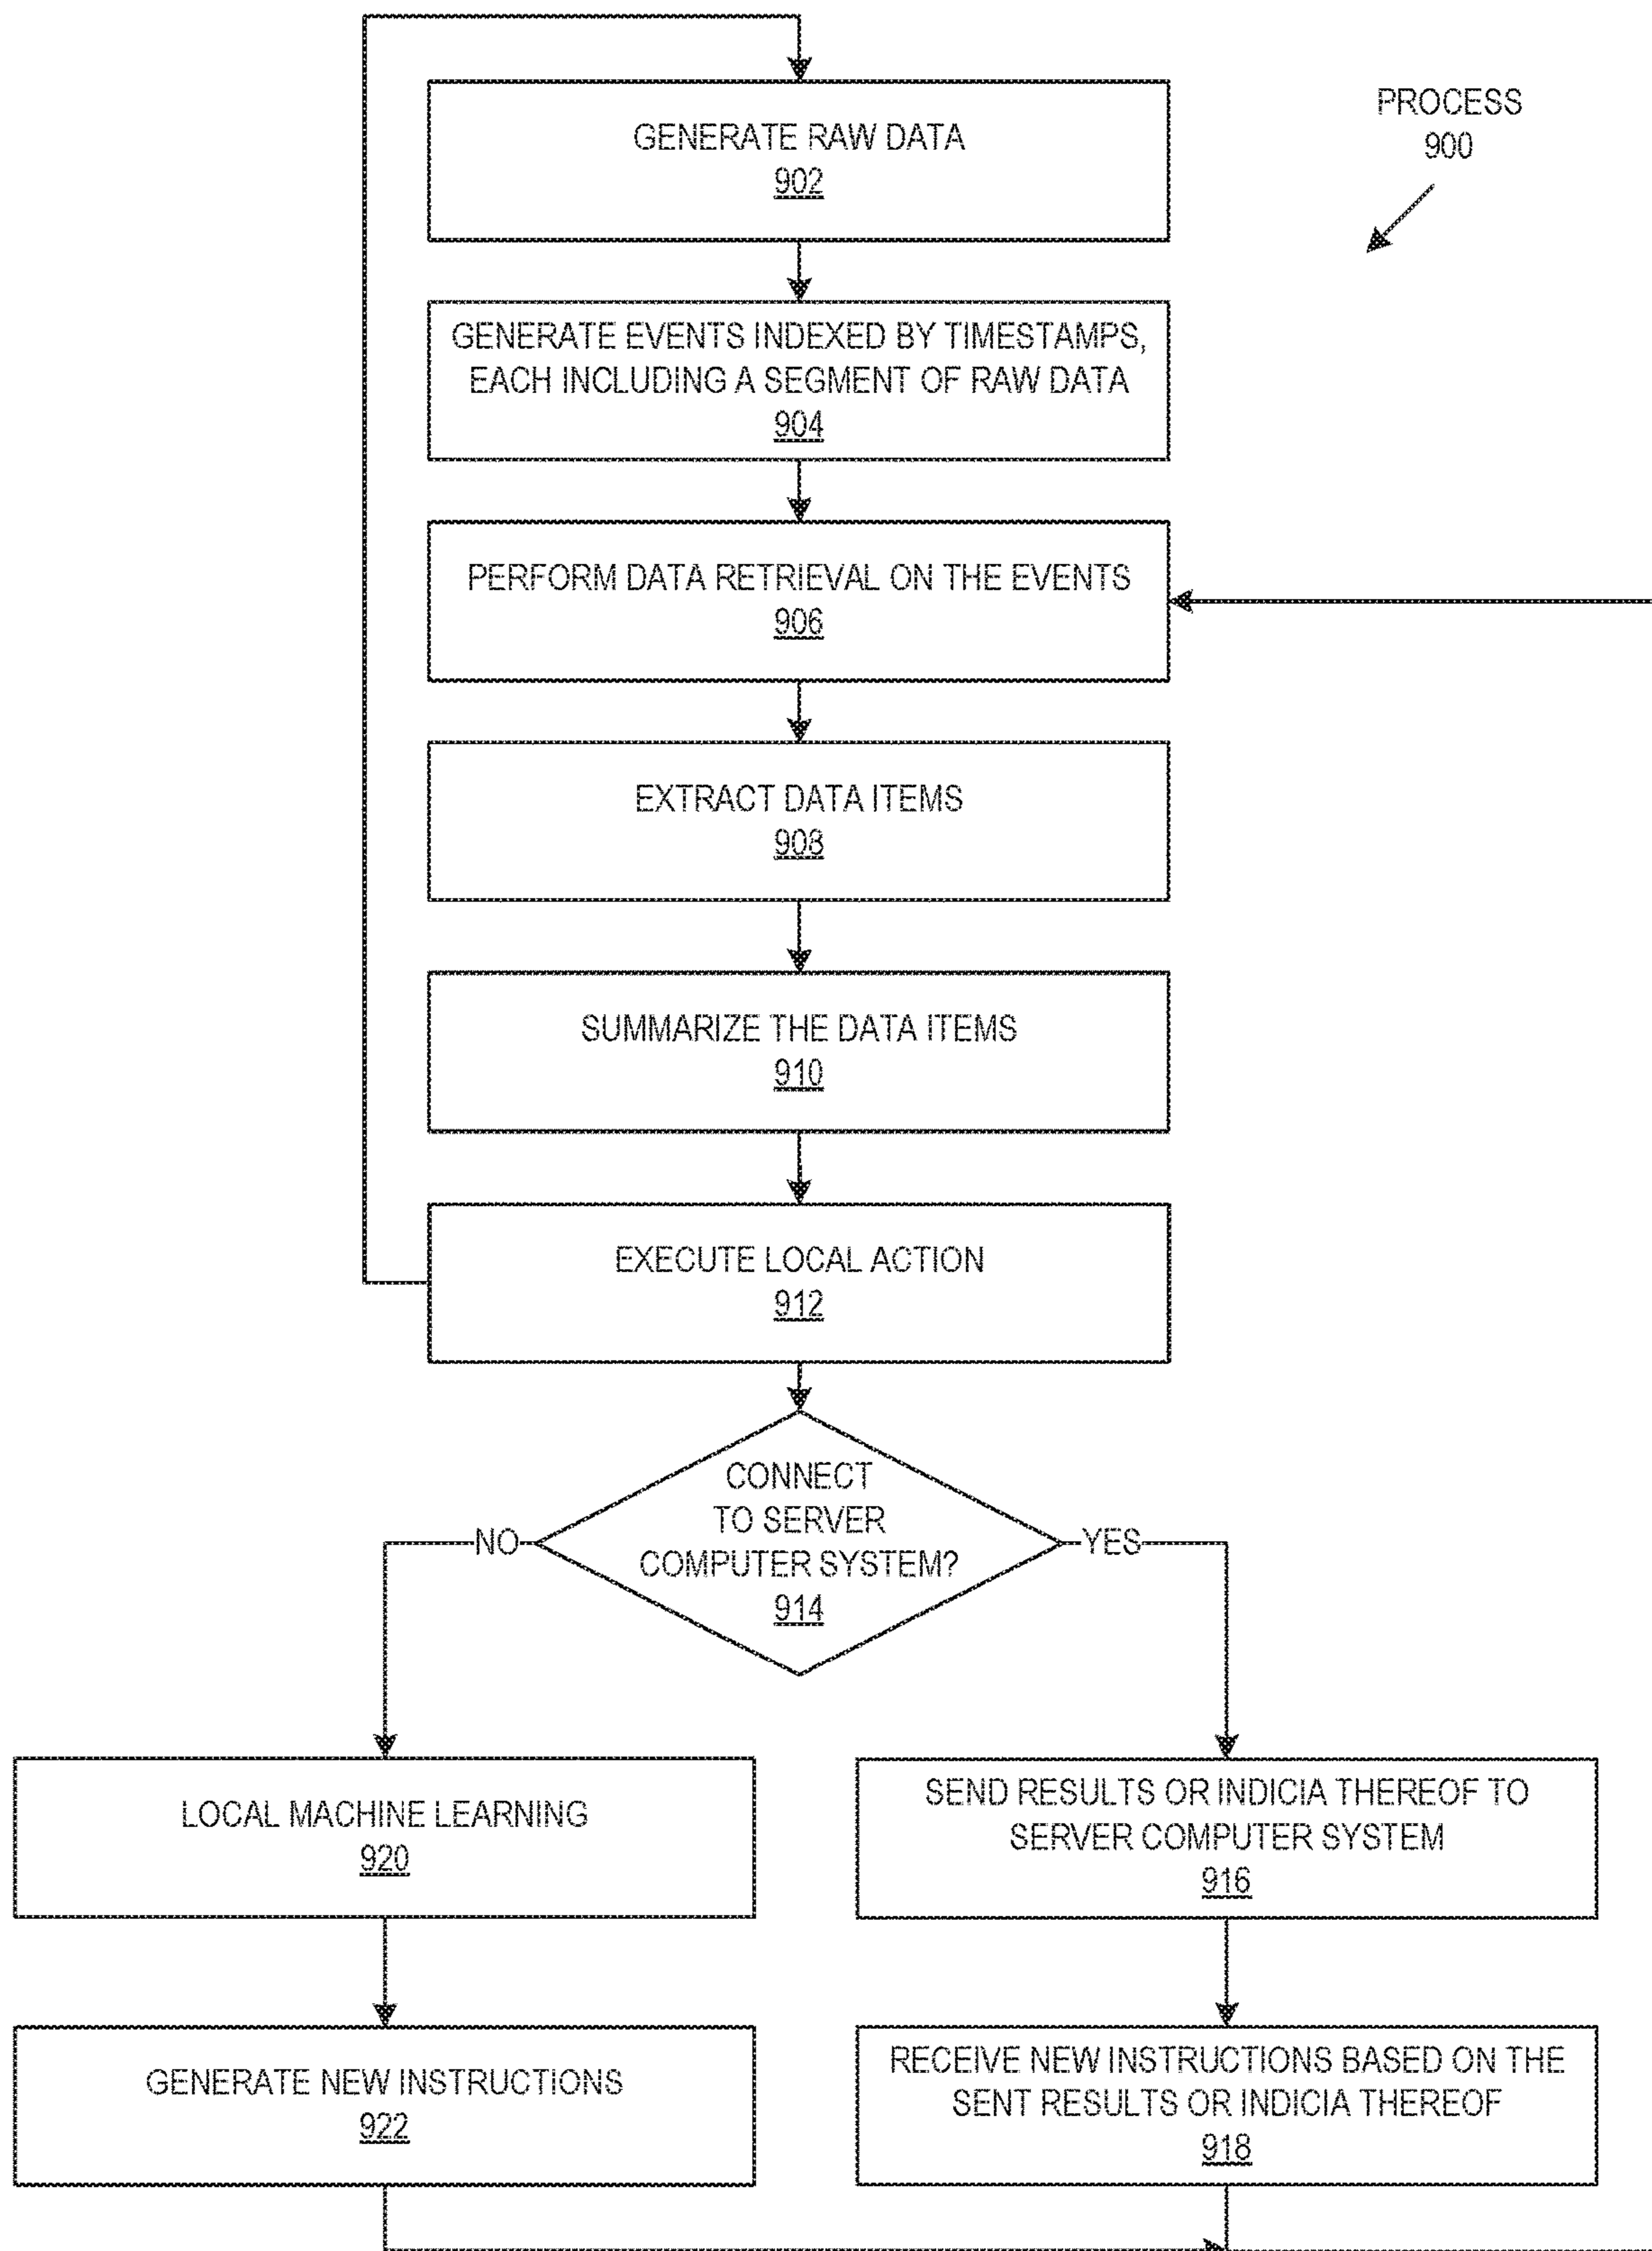 PROCESS
900
GENERATE RAW DATA
902
GENERATE EVENTS INDEXED BY TIMESTAMPS,
EACH INCLUDING A SEGMENT OF RAW DATA
904
PERFORM DATA RETRIEVAL ON THE EVENTS
906
EXTRACT DATA ITEMS
908
SUMMARIZE THE DATA ITEMS
910
EXECUTE LOCAL ACTION
912
CONNECT
TO SERVER
COMPUTER SYSTEM?
914
NO
YES
LOCAL MACHINE LEARNING
920
SEND RESULTS OR INDICIA THEREOF TO
SERVER COMPUTER SYSTEM
916
GENERATE NEW INSTRUCTIONS
922
RECEIVE NEW INSTRUCTIONS BASED ON THE
SENT RESULTS OR INDICIA THEREOF
918